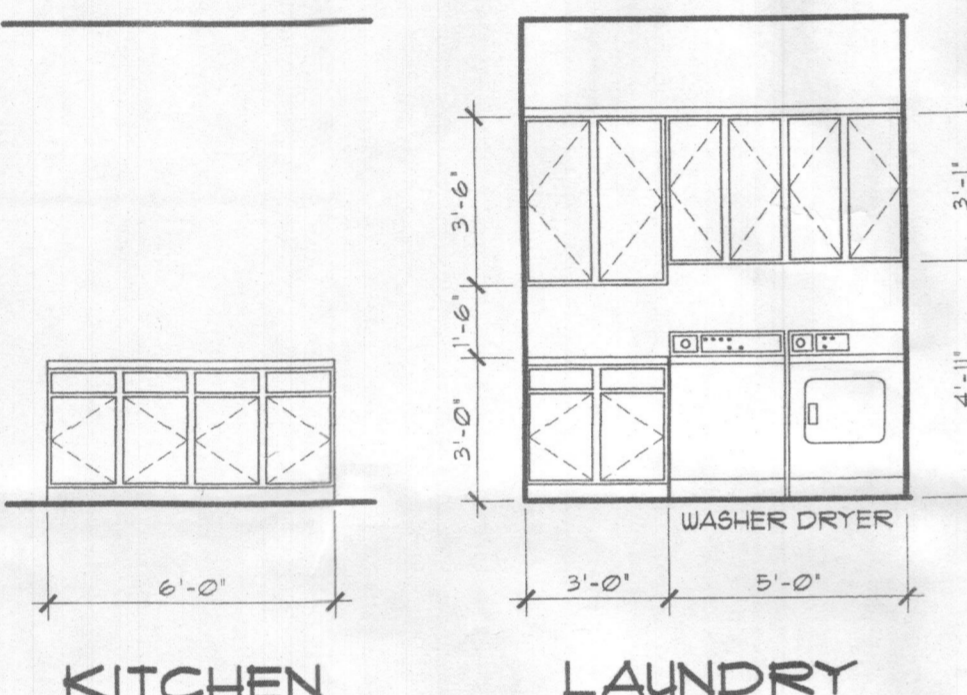 3'-6"
1'-6"
3'-0"
3'-1"
4'-11"
WASHER DRYER
6'-0"
3'-0"
5'-0"
KITCHEN
LAUNDRY